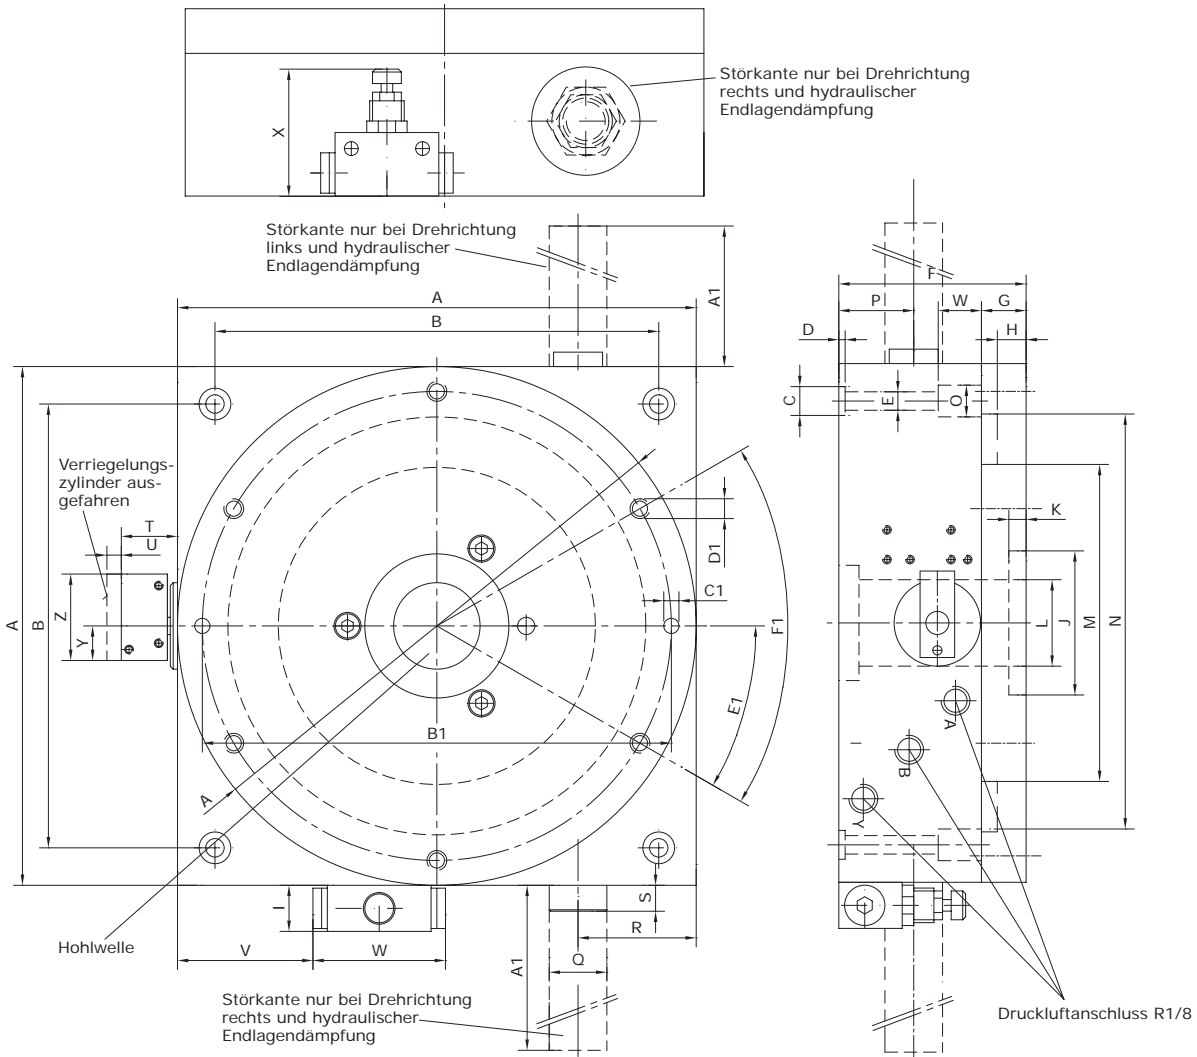 Störkante nur bei Drehrichtung
rechts und hydraulischer
Endlagendämpfung
X
Störkante nur bei Drehrichtung
links und hydraulischer
Endlagendämpfung
A
B
A1
F
P
W
G
D
H
C
E
O
Verriegelungs-
zylinder aus-
gefahren
T
U
Z
Y
A
B
D1
C1
F1
E1
B1
A
K
L
J
M
N
A
B
Y
Hohlwelle
I
V
W
S
R
Q
A1
Störkante nur bei Drehrichtung
rechts und hydraulischer
Endlagendämpfung
Druckluftanschluss R1/8